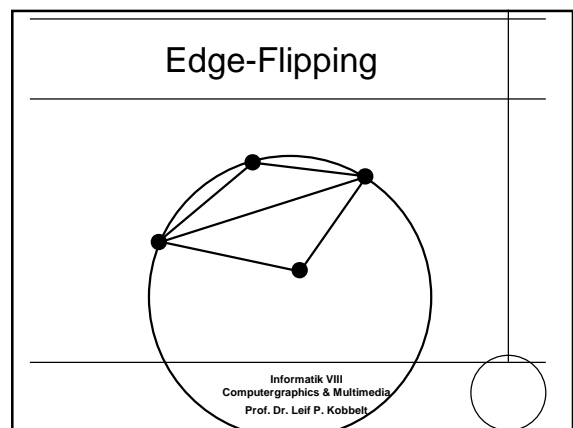 Edge-Flipping
Informatik VIII
Computergraphics & Multimedia
Prof. Dr. Leif P. Kobbelt